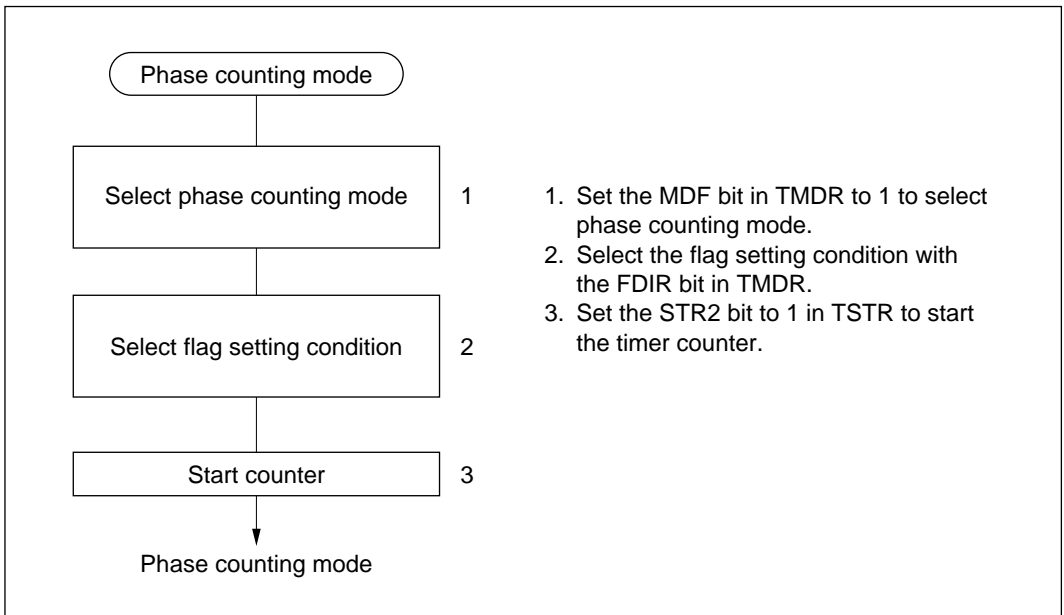 Phase counting mode
Select phase counting mode
1
Select flag setting condition
2
Start counter
3
Phase counting mode
1. Set the MDF bit in TMDR to 1 to select
phase counting mode.
2. Select the flag setting condition with
the FDIR bit in TMDR.
3. Set the STR2 bit to 1 in TSTR to start
the timer counter.